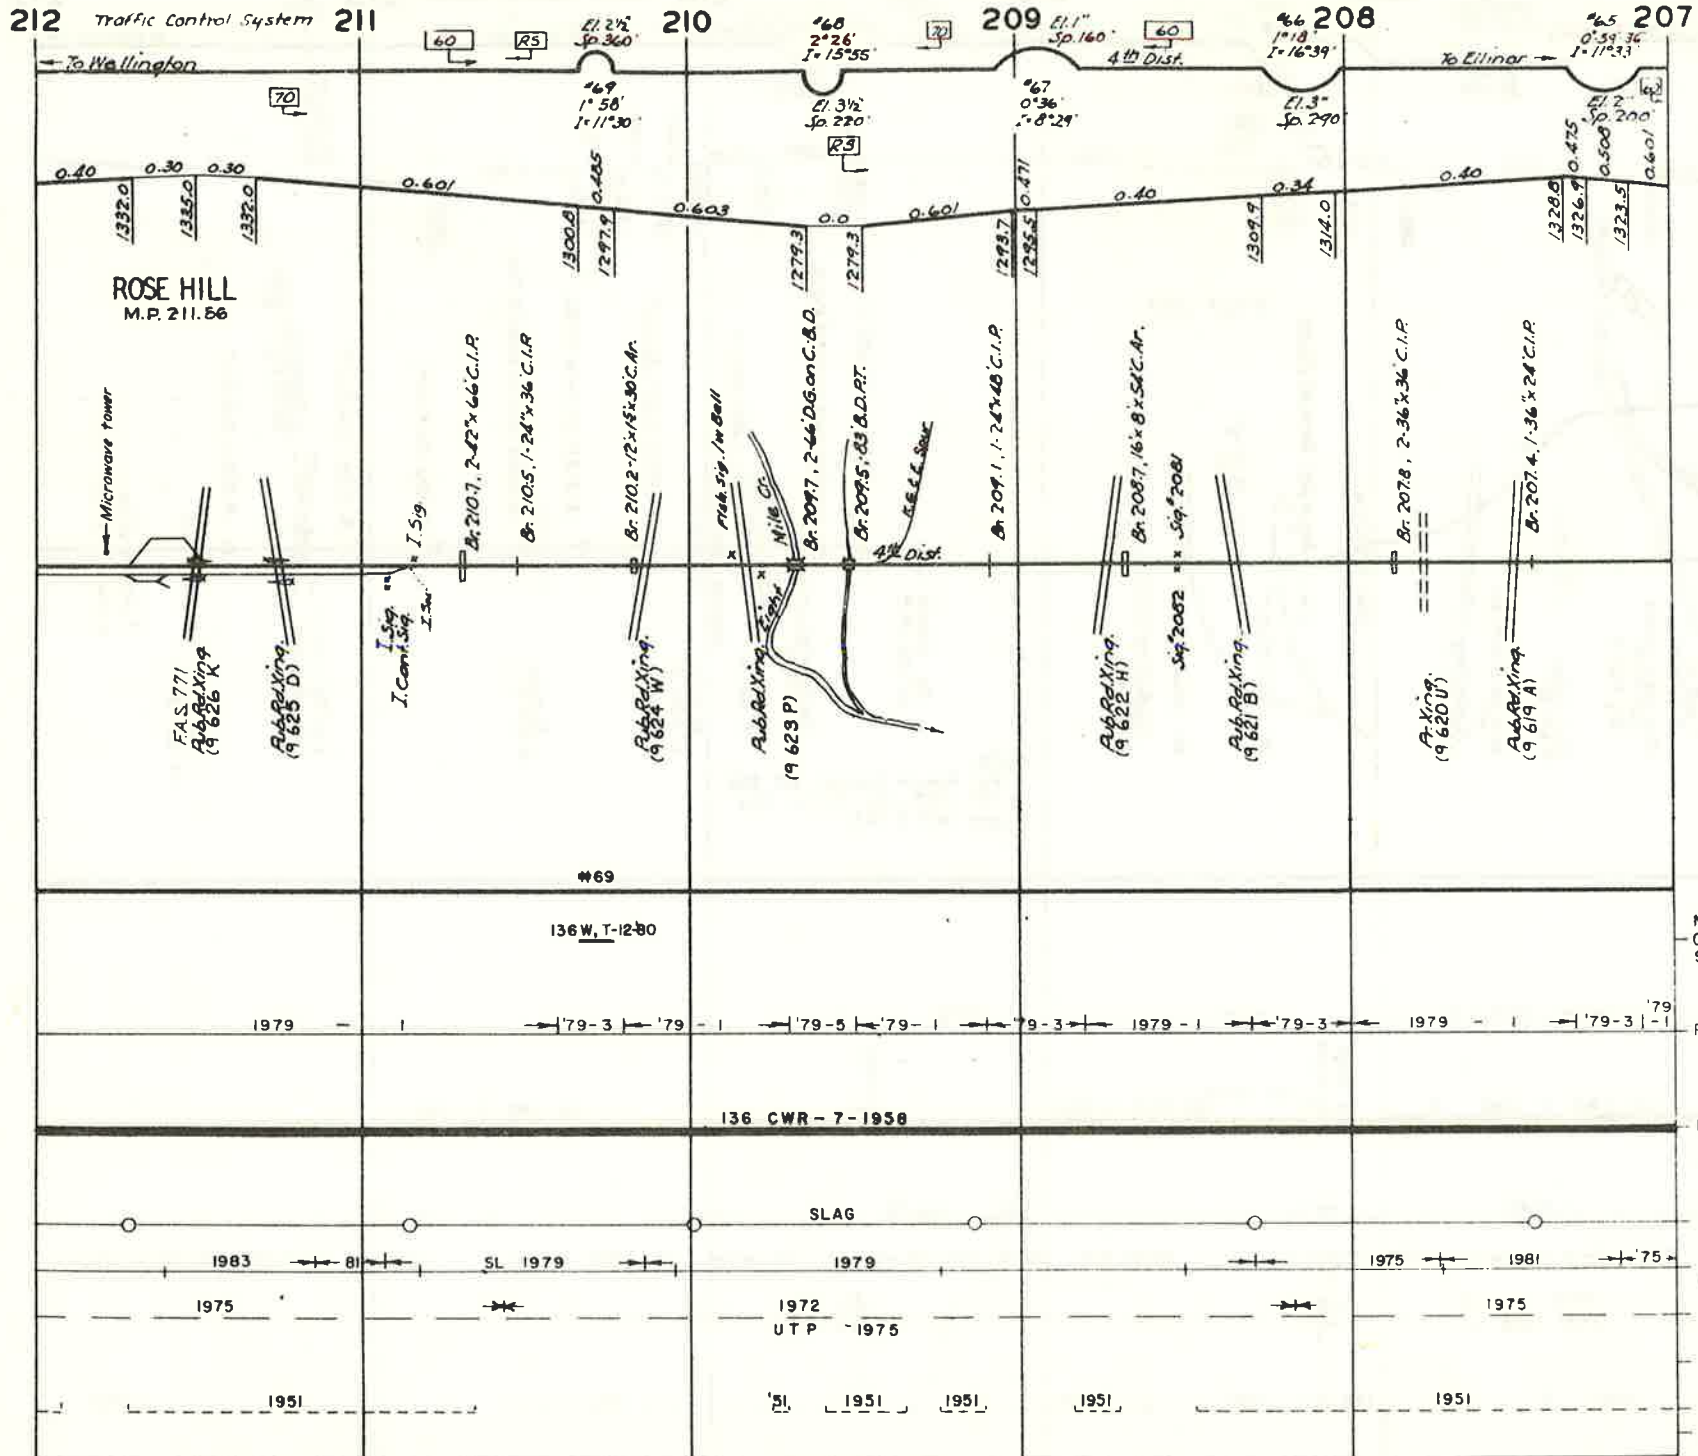 212 Traffic Control System 211 210 209 208 207
60
RS
El. 2½"
Sp. 360'
#68
2°26'
I=15°55'
70
El. 1"
Sp. 160'
60
#66
1°18'
I=16°39'
#65
0°59'36"
I=11°33'
← To Wellington
4th Dist.
To Ellinor →
70
#69
1°58'
I=11°30'
El. 3½"
Sp. 220'
#67
0°36'
I=8°29'
El. 3"
Sp. 290'
El. 2"
Sp. 200'
RS
0.40 0.30 0.30 0.601 0.485 0.603 0.0 0.601 0.471 0.40 0.34 0.40 0.475 0.508 0.601
1332.0 1335.0 1332.0 1300.8 1297.9 1279.3 1279.3 1293.7 1295.5 1309.9 1314.0 1328.8 1326.9 1323.5
ROSE HILL
M.P. 211.56
Microwave tower
I. Sig.
Br. 210.7, 2-42"x66' C.I.P.
Br. 210.5, 1-24"x36' C.I.P.
Br. 210.2-12'x15'x30' C.Ar.
Flsh. Sig. 1w Bell
Eight Mile Cr.
Br. 209.7, 2-66' D.G. on C.B.D.
Br. 209.5, 83' B.D.P.T.
4th Dist.
Br. 209.1, 1-24"x48' C.I.P.
Br. 208.7, 16'x8'x54' C.Ar.
Sig. #2081
Sig. #2082
Br. 207.8, 2-36"x36' C.I.P.
Br. 207.4, 1-36"x24' C.I.P.
I. Sig.
I. Cont. Sig.
F.A.S. 771
Pub. Rd. Xing.
(9 626 K)
Pub. Rd. Xing.
(9 625 D)
Pub. Rd. Xing.
(9 624 W)
Pub. Rd. Xing.
(9 623 P)
Pub. Rd. Xing.
(9 622 H)
Pub. Rd. Xing.
(9 621 B)
Pr. Xing.
(9 620 U)
Pub. Rd. Xing.
(9 619 A)
#69
136 W, T-12-80
1979 - 1 '79-3 '79 - 1 '79-5 '79-1 '79-3 1979-1 '79-3 1979 - 1 '79-3 '79 -1
136 CWR-7-1958
SLAG
1983 81 SL 1979 1979 1975 1981 '75
1975 1972 1975
UTP - 1975
1951 '51 1951 1951 1951 1951